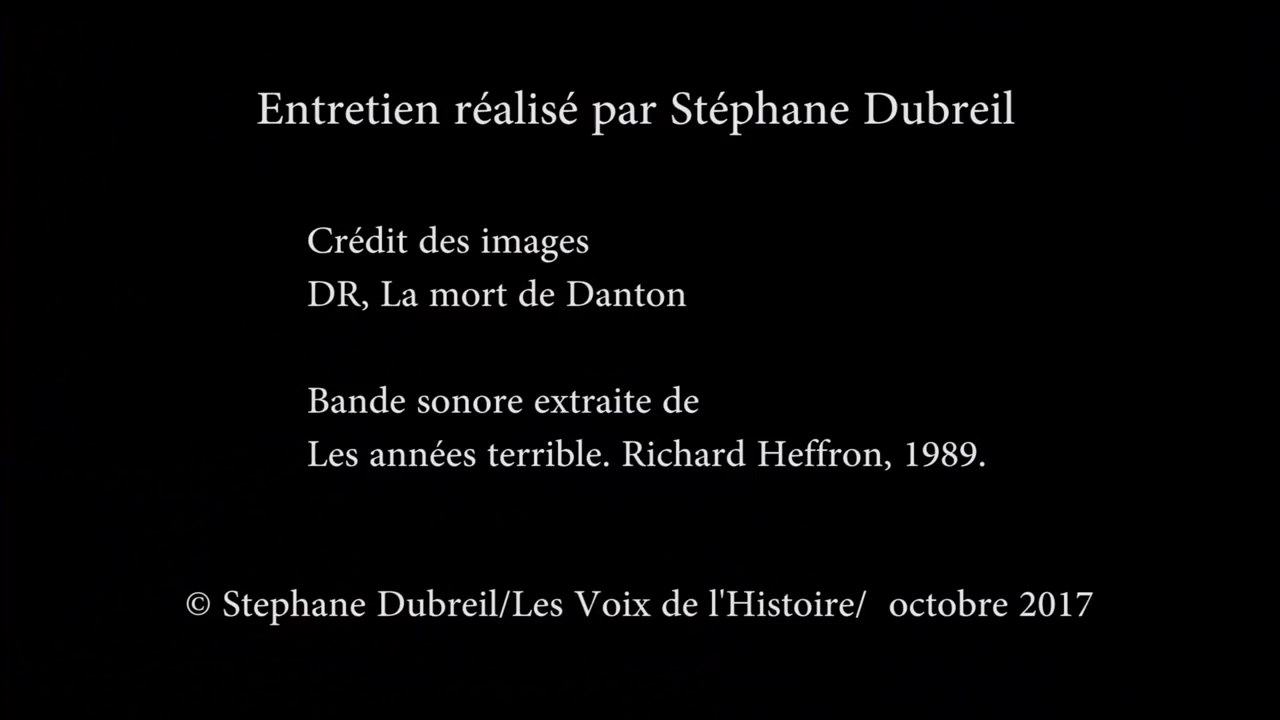 Entretien réalisé par Stéphane Dubreil
Crédit des images
DR, La mort de Danton
Bande sonore extraite de
Les années terrible. Richard Heffron, 1989.
© Stephane Dubreil/Les Voix de l'Histoire/  octobre 2017